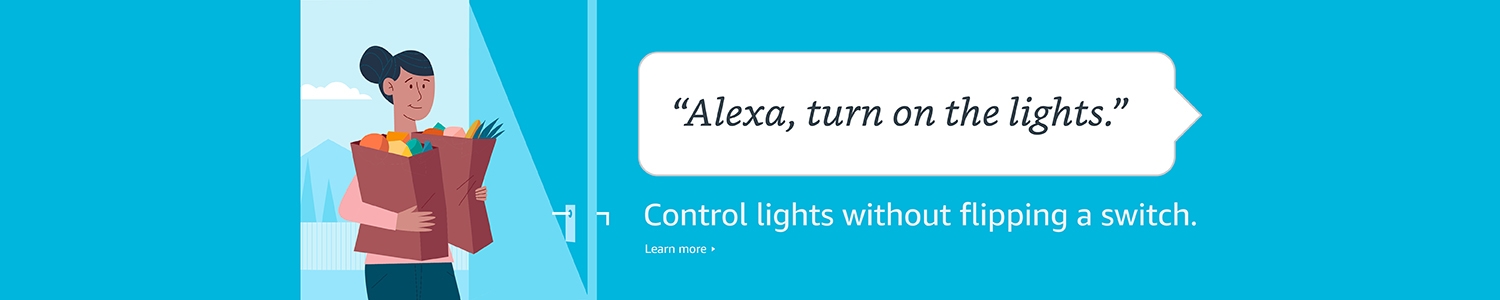 “Alexa, turn on the lights.”
Control lights without flipping a switch.
Learn more ▸